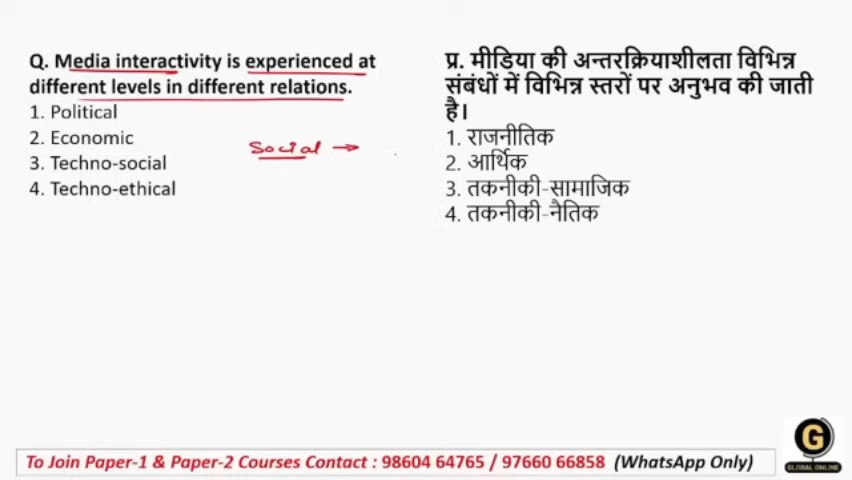 Q. Media interactivity is experienced at
different levels in different relations.
1. Political
2. Economic
3. Techno-social
4. Techno-ethical
Social →
प्र. मीडिया की अन्तरक्रियाशीलता विभिन्न
संबंधों में विभिन्न स्तरों पर अनुभव की जाती
है।
1. राजनीतिक
2. आर्थिक
3. तकनीकी-सामाजिक
4. तकनीकी-नैतिक
G
GLOBAL ONLINE
To Join Paper-1 & Paper-2 Courses Contact : 98604 64765 / 97660 66858 (WhatsApp Only)